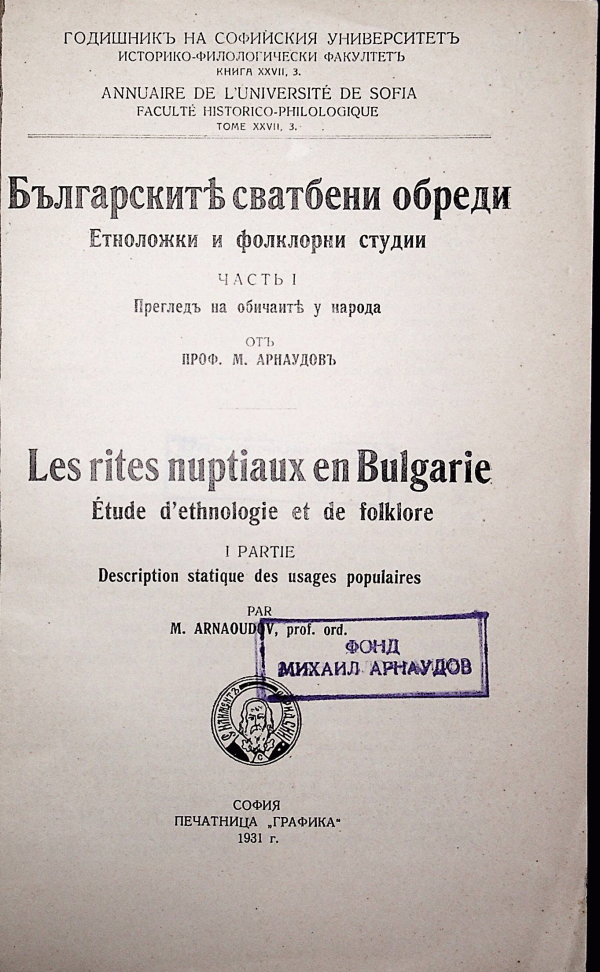 ГОДИШНИКЪ НА СОФИЙСКИЯ УНИВЕРСИТЕТЪ
ИСТОРИКО-ФИЛОЛОГИЧЕСКИ ФАКУЛТЕТЪ
КНИГА XXVII, 3.
ANNUAIRE DE L'UNIVERSITÉ DE SOFIA
FACULTÉ HISTORICO-PHILOLOGIQUE
TOME XXVII, 3.
Българскитѣ сватбени обреди
Етноложки и фолклорни студии
ЧАСТЬ I
Прегледъ на обичаитѣ у народа
ОТЪ
ПРОФ. М. АРНАУДОВЪ
Les rites nuptiaux en Bulgarie
Étude d'ethnologie et de folklore
I PARTIE
Description statique des usages populaires
PAR
M. ARNAOUDOV, prof. ord.
ФОНД
МИХАИЛ АРНАУДОВ
СОФИЯ
ПЕЧАТНИЦА „ГРАФИКА“
1931 г.